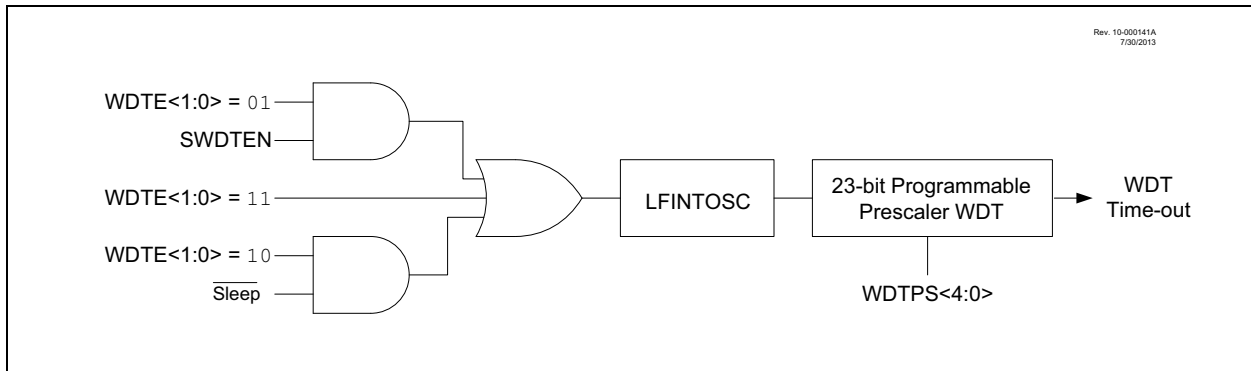 Rev. 10-000141A
7/30/2013
WDTE<1:0> = 01
SWDTEN
WDTE<1:0> = 11
WDTE<1:0> = 10
Sleep
LFINTOSC
23-bit Programmable
Prescaler WDT
WDT
Time-out
WDTPS<4:0>